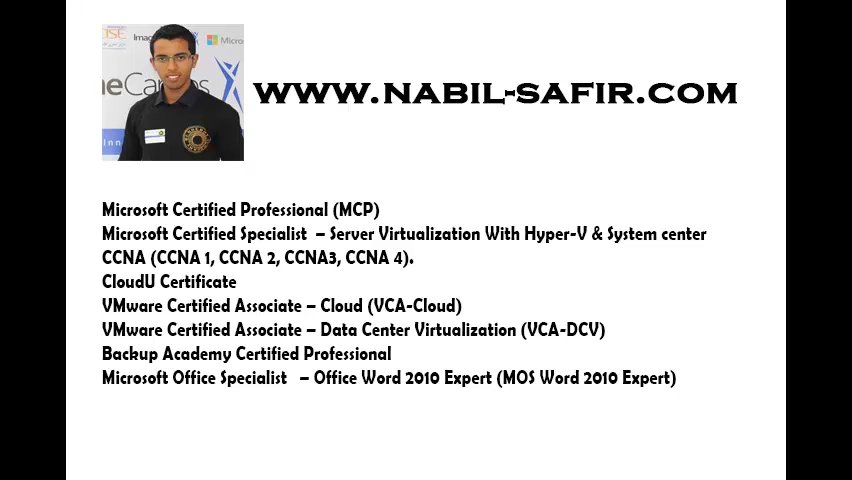 Micros
WWW.NABIL-SAFIR.COM
Microsoft Certified Professional (MCP)
Microsoft Certified Specialist – Server Virtualization With Hyper-V & System center
CCNA (CCNA 1, CCNA 2, CCNA3, CCNA 4).
CloudU Certificate
VMware Certified Associate – Cloud (VCA-Cloud)
VMware Certified Associate – Data Center Virtualization (VCA-DCV)
Backup Academy Certified Professional
Microsoft Office Specialist – Office Word 2010 Expert (MOS Word 2010 Expert)